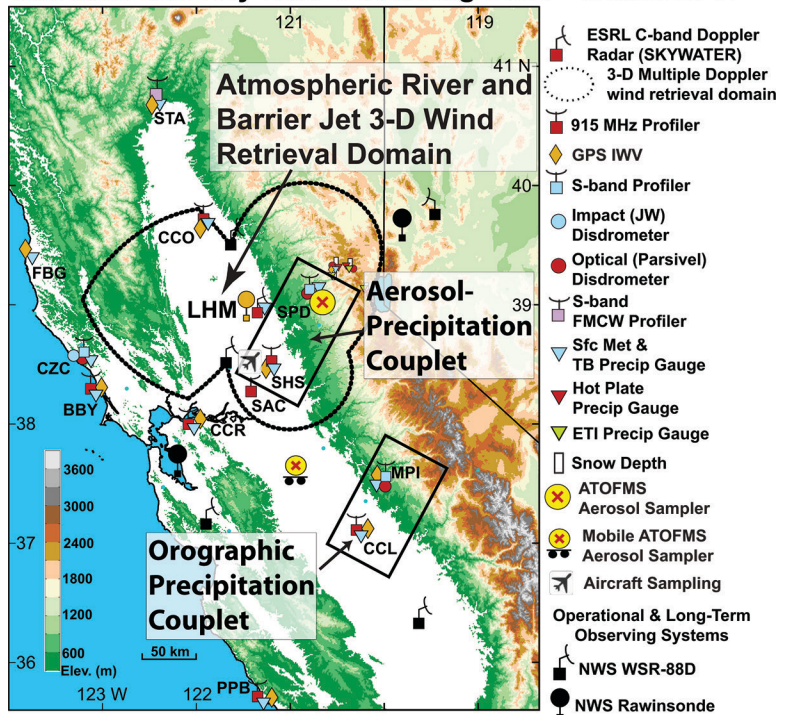 121
119
41 N
Atmospheric River and
Barrier Jet 3-D Wind
Retrieval Domain
STA
40
CCO
FBG
LHM
SPD
39
Aerosol-
Precipitation
Couplet
CZC
SHS
BBY
SAC
38
CCR
MPI
CCL
37
Orographic
Precipitation
Couplet
3600
3000
2400
1800
1200
600
Elev. (m)
50 km
36
PPB
123 W
122
ESRL C-band Doppler
Radar (SKYWATER)
3-D Multiple Doppler
wind retrieval domain
915 MHz Profiler
GPS IWV
S-band Profiler
Impact (JW)
Disdrometer
Optical (Parsivel)
Disdrometer
S-band
FMCW Profiler
Sfc Met &
TB Precip Gauge
Hot Plate
Precip Gauge
ETI Precip Gauge
Snow Depth
ATOFMS
Aerosol Sampler
Mobile ATOFMS
Aerosol Sampler
Aircraft Sampling
Operational & Long-Term
Observing Systems
NWS WSR-88D
NWS Rawinsonde